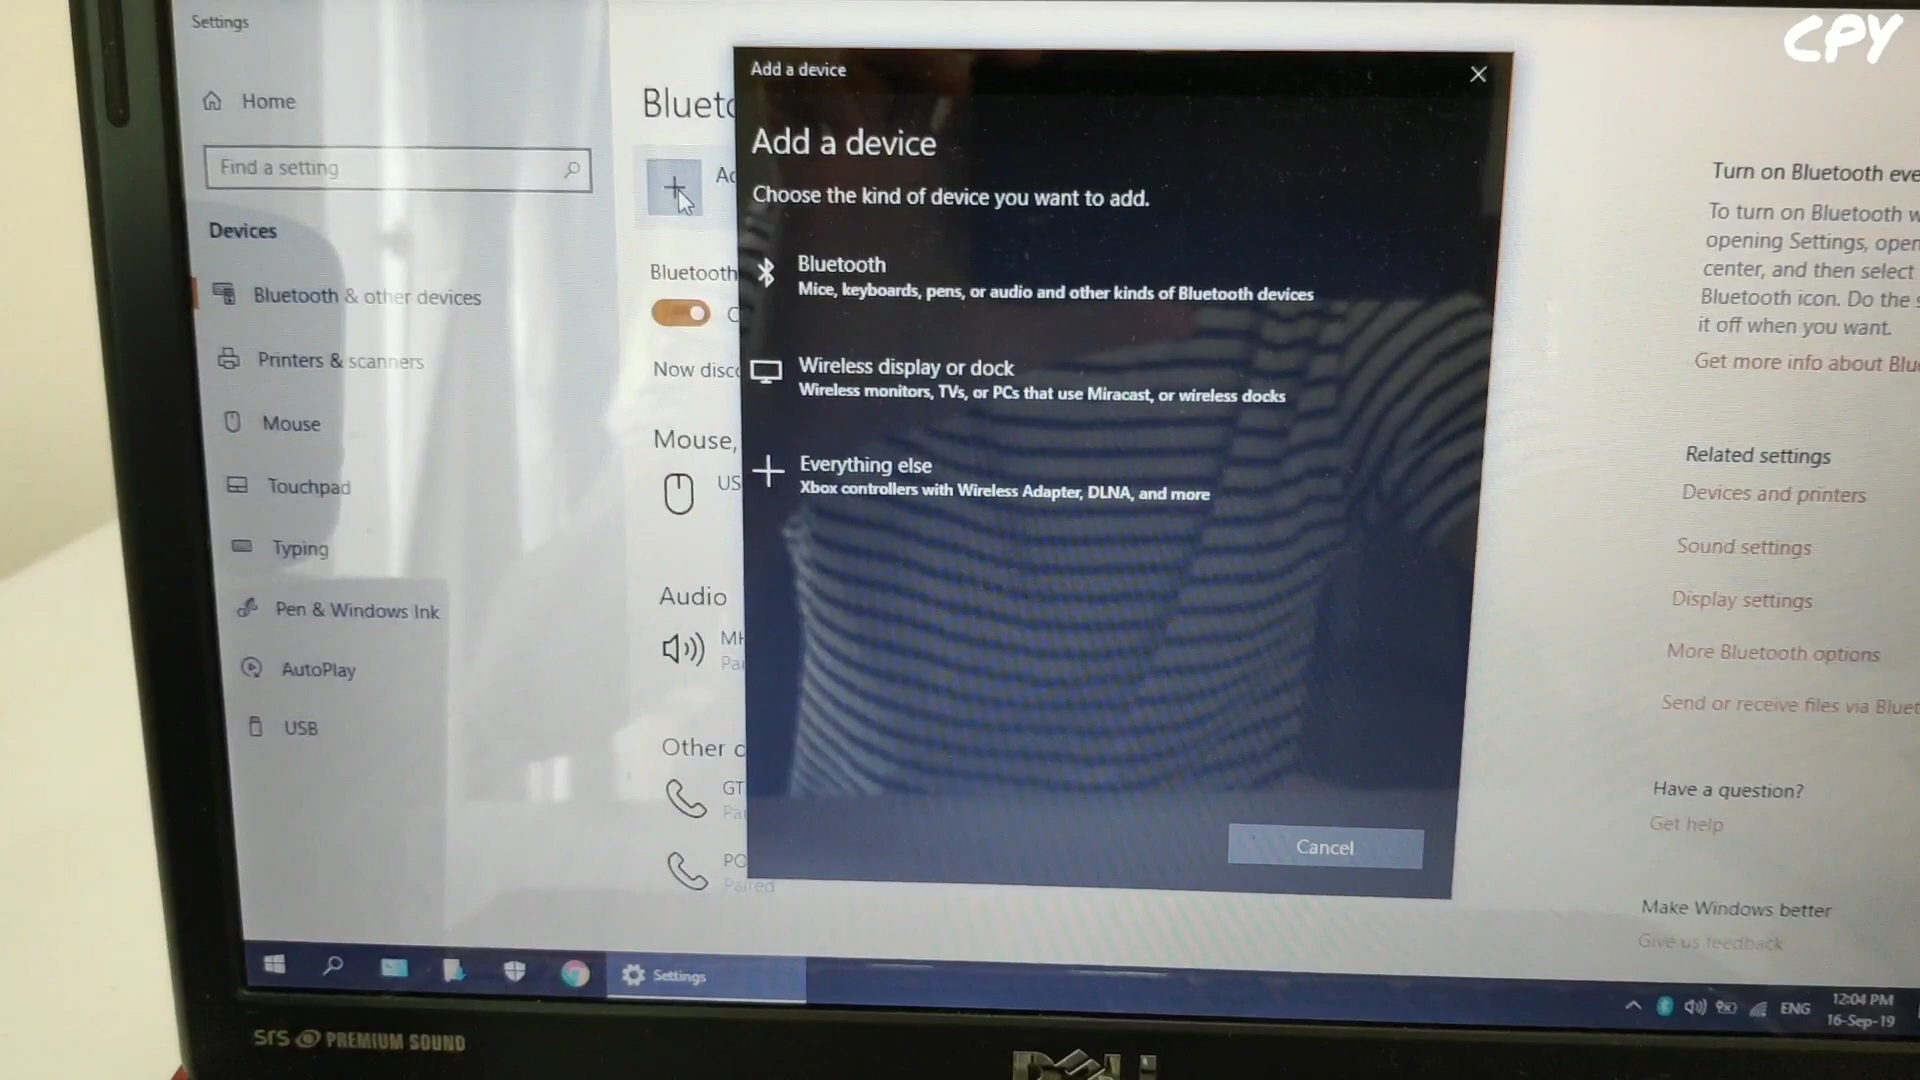 CPY
Settings
Home
Find a setting
Devices
Bluetooth & other devices
Printers & scanners
Mouse
Touchpad
Typing
Pen & Windows Ink
AutoPlay
USB
Bluetooth
Now
Mouse,
Audio
Other
Paired
Add a device
Add a device
Choose the kind of device you want to add.
Bluetooth
Mice, keyboards, pens, or audio and other kinds of Bluetooth devices
Wireless display or dock
Wireless monitors, TVs, or PCs that use Miracast, or wireless docks
Everything else
Xbox controllers with Wireless Adapter, DLNA, and more
Cancel
Turn on Bluetooth
To turn on Bluetooth
opening Settings, open
center, and then select
Bluetooth icon. Do the
it off when you want.
Get more info about
Related settings
Devices and printers
Sound settings
Display settings
More Bluetooth options
Send or receive files via
Have a question?
Get help
Make Windows better
Give us feedback
Settings
ENG
12:04 PM
16-Sep-19
SRS PREMIUM SOUND
DELL